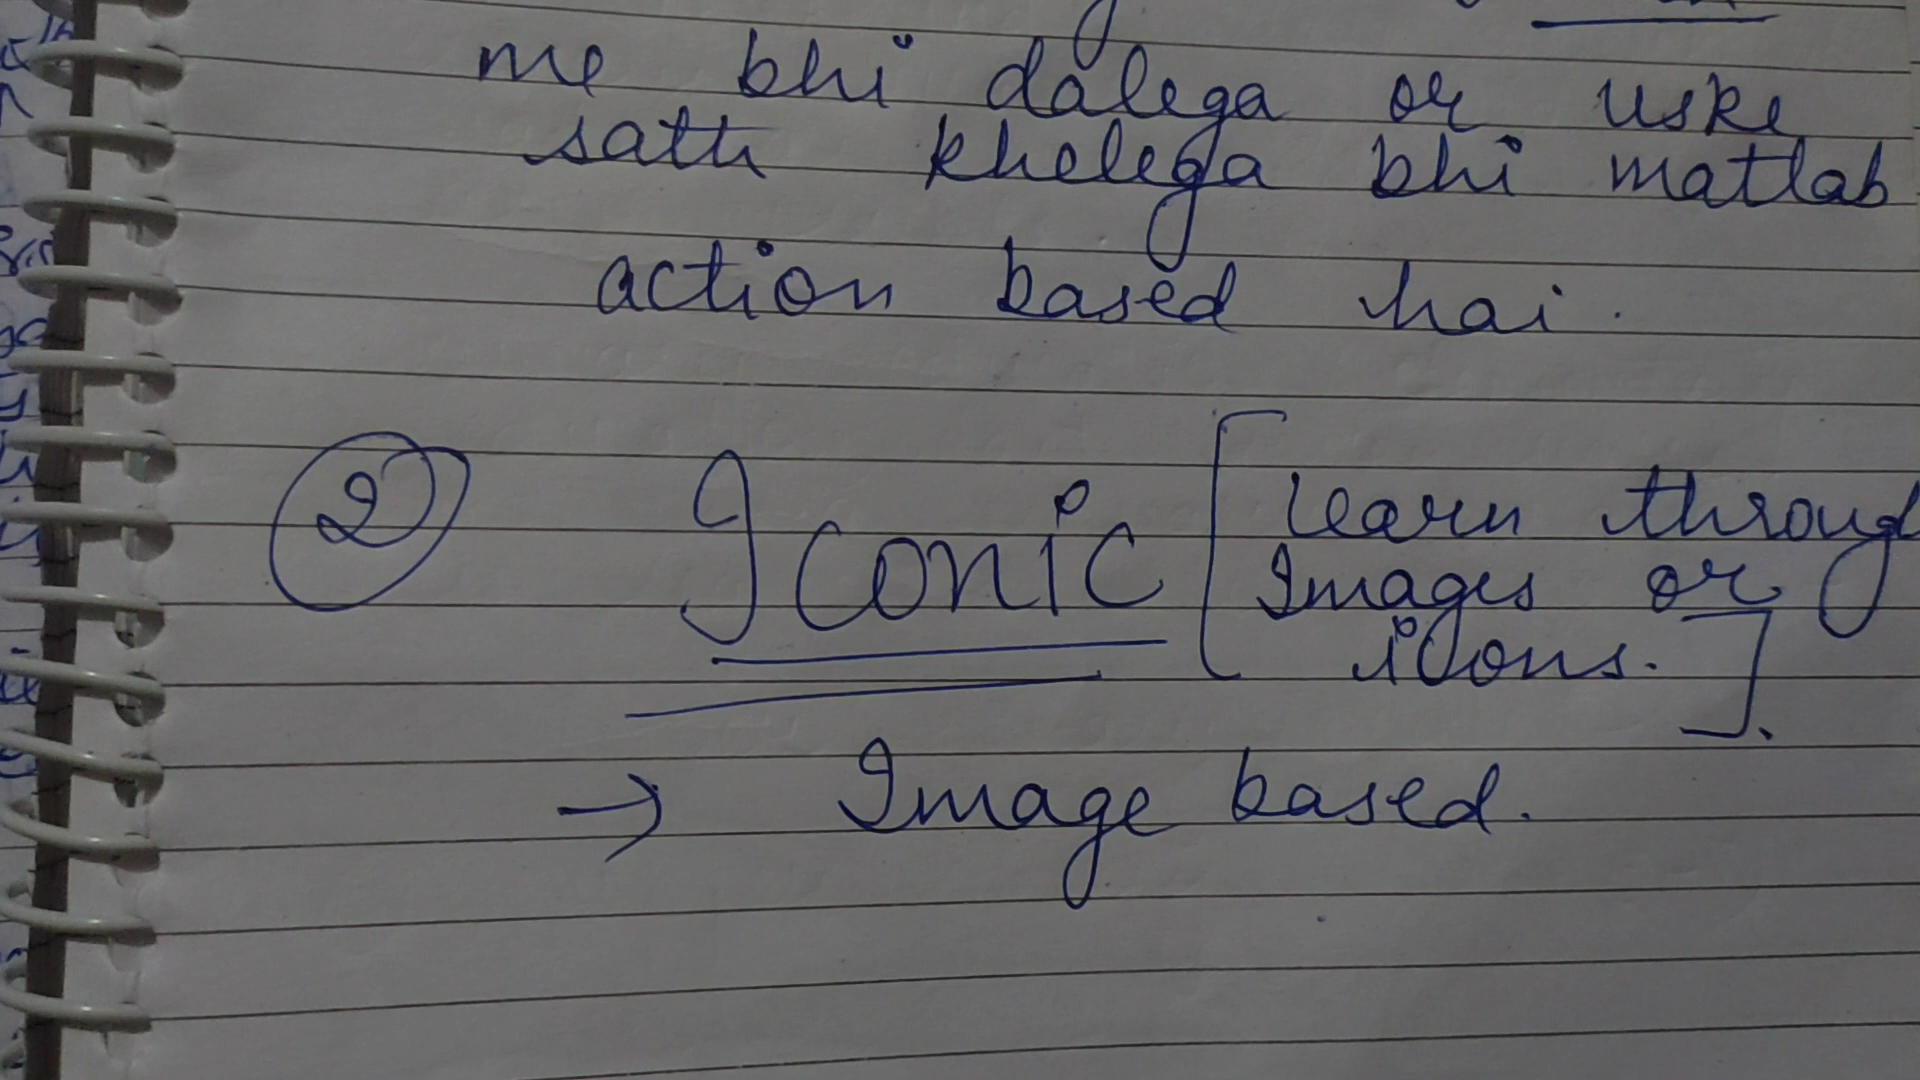 me bhi dalega or uske
sath khelega bhi matlab
action based hai.
2 Iconic [learn through
Images or
icons.].
→ Image based.